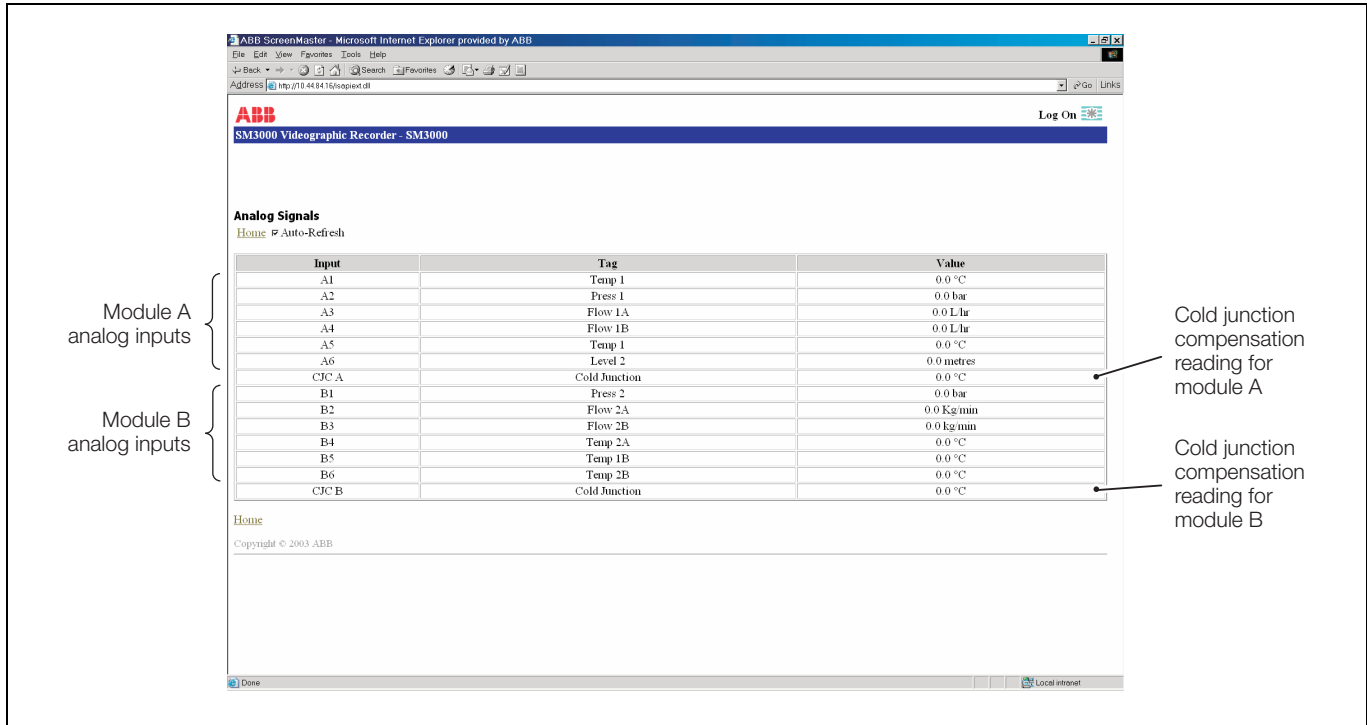 ABB ScreenMaster - Microsoft Internet Explorer provided by ABB
File Edit View Favorites Tools Help
Back Search Favorites
Address http://10.44.84.16/isapiext.dll Go Links
ABB Log On
SM3000 Videographic Recorder - SM3000
Analog Signals
Home Auto-Refresh
Input Tag Value
A1 Temp 1 0.0 °C
A2 Press 1 0.0 bar
A3 Flow 1A 0.0 L/hr
A4 Flow 1B 0.0 L/hr
A5 Temp 1 0.0 °C
A6 Level 2 0.0 metres
CJC A Cold Junction 0.0 °C
B1 Press 2 0.0 bar
B2 Flow 2A 0.0 Kg/min
B3 Flow 2B 0.0 kg/min
B4 Temp 2A 0.0 °C
B5 Temp 1B 0.0 °C
B6 Temp 2B 0.0 °C
CJC B Cold Junction 0.0 °C
Home
Copyright © 2003 ABB
Done Local intranet
Module A
analog inputs
Module B
analog inputs
Cold junction
compensation
reading for
module A
Cold junction
compensation
reading for
module B